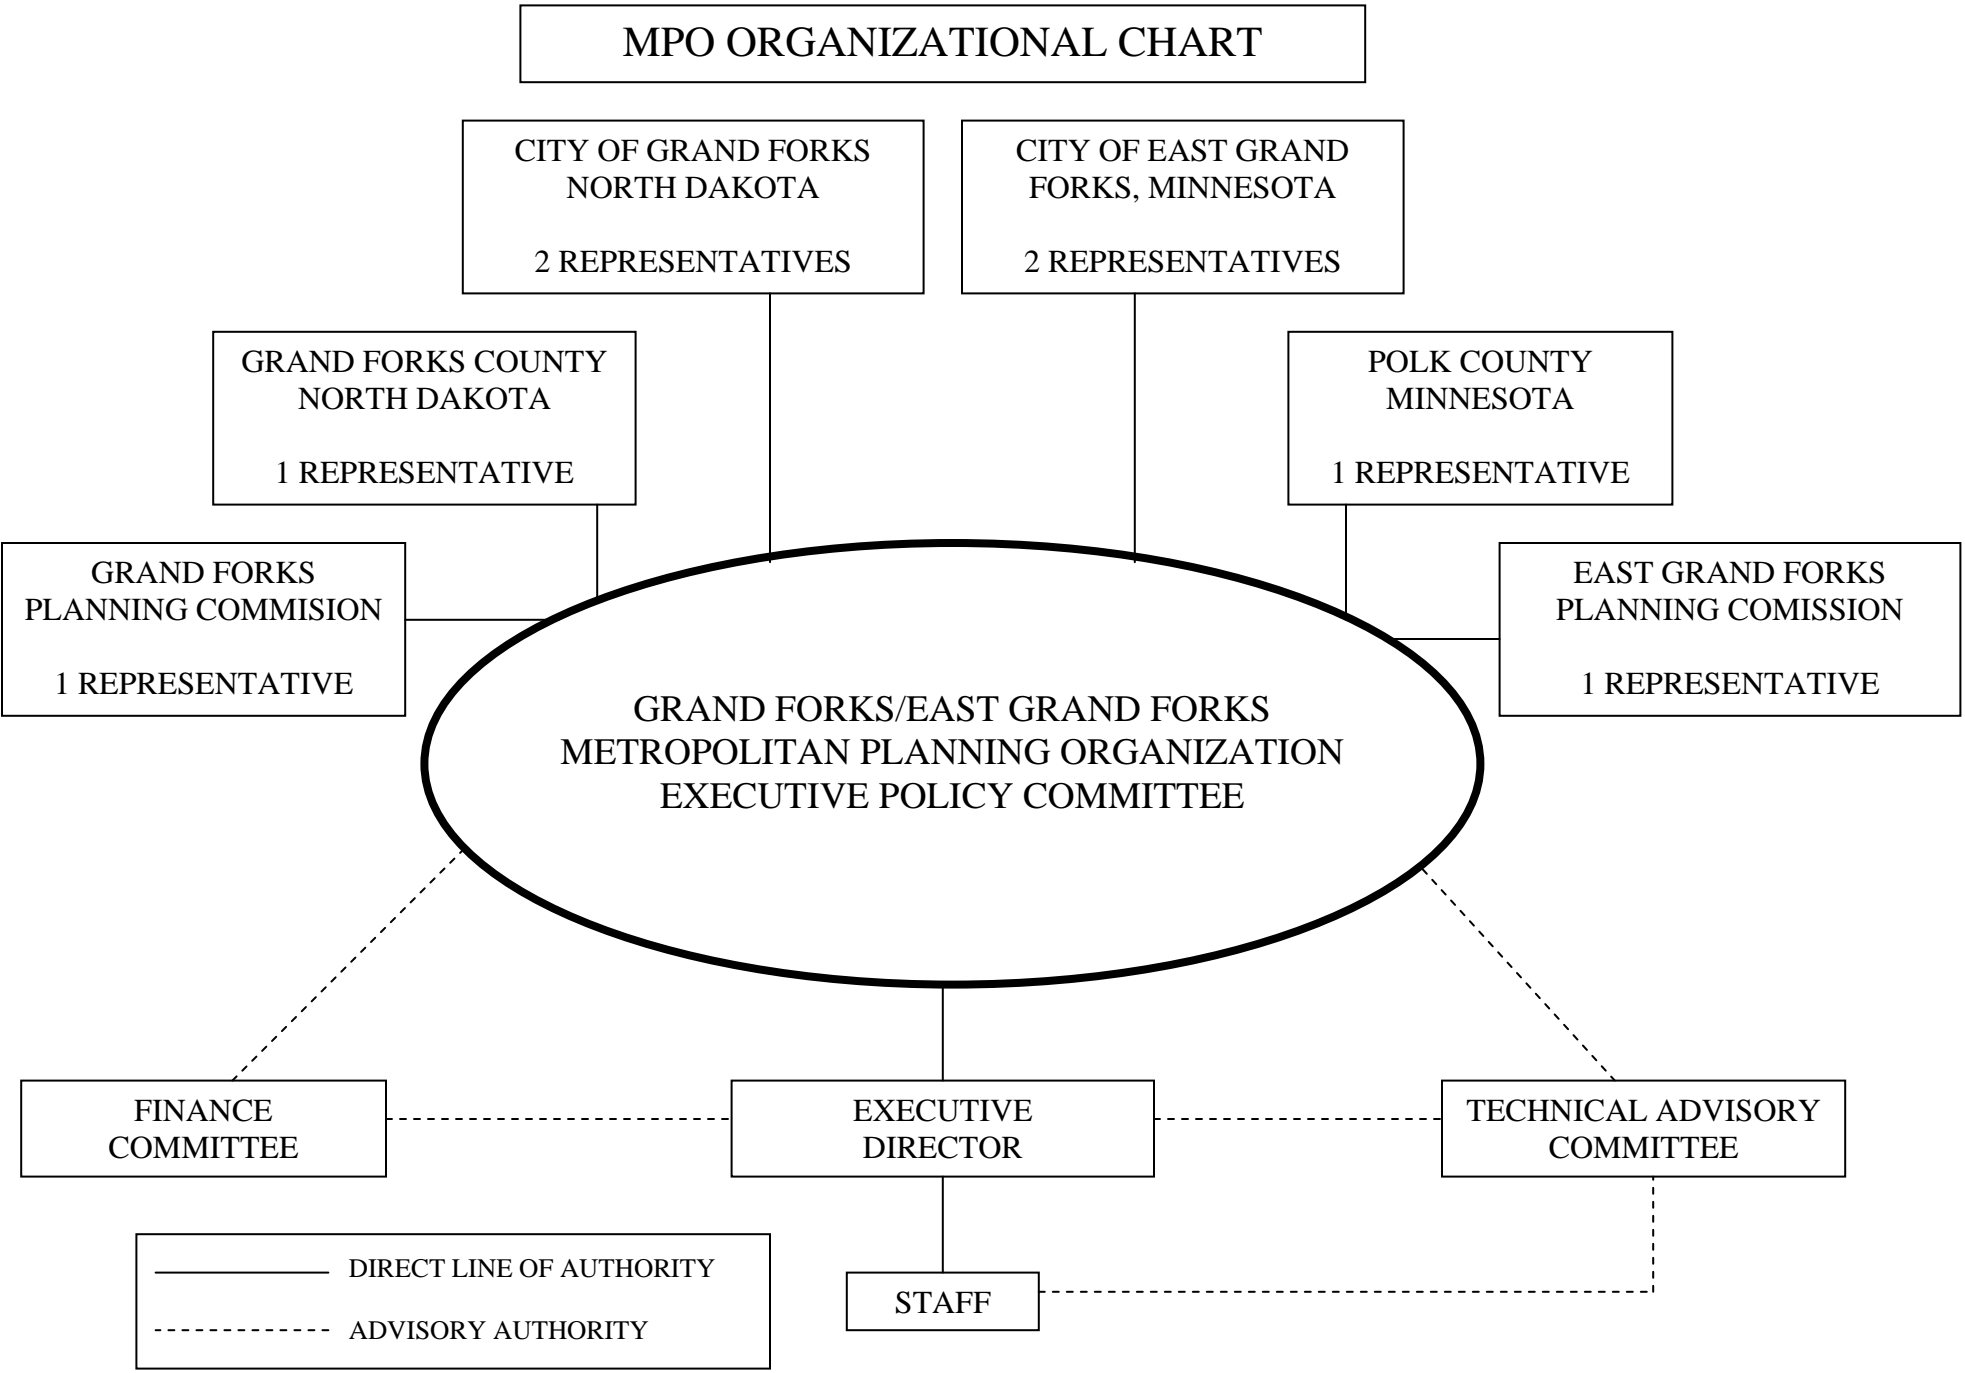 MPO ORGANIZATIONAL CHART
CITY OF GRAND FORKS
NORTH DAKOTA
2 REPRESENTATIVES
CITY OF EAST GRAND
FORKS, MINNESOTA
2 REPRESENTATIVES
GRAND FORKS COUNTY
NORTH DAKOTA
1 REPRESENTATIVE
POLK COUNTY
MINNESOTA
1 REPRESENTATIVE
GRAND FORKS
PLANNING COMMISION
1 REPRESENTATIVE
EAST GRAND FORKS
PLANNING COMISSION
1 REPRESENTATIVE
GRAND FORKS/EAST GRAND FORKS
METROPOLITAN PLANNING ORGANIZATION
EXECUTIVE POLICY COMMITTEE
FINANCE
COMMITTEE
EXECUTIVE
DIRECTOR
TECHNICAL ADVISORY
COMMITTEE
DIRECT LINE OF AUTHORITY
ADVISORY AUTHORITY
STAFF